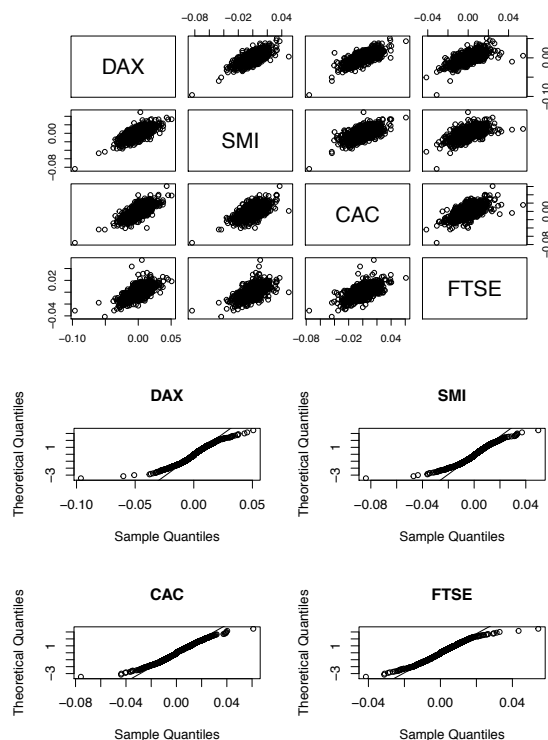 −0.08 −0.02 0.04 −0.04 0.00 0.04
DAX
−0.10 0.00
−0.08 0.00
SMI
CAC
−0.08 0.00
−0.04 0.02
FTSE
−0.10 0.00 0.05 −0.08 −0.02 0.04
DAX
Theoretical Quantiles
−3 1
−0.10 −0.05 0.00 0.05
Sample Quantiles
SMI
Theoretical Quantiles
−3 1
−0.08 −0.04 0.00 0.04
Sample Quantiles
CAC
Theoretical Quantiles
−3 1
−0.08 −0.04 0.00 0.04
Sample Quantiles
FTSE
Theoretical Quantiles
−3 1
−0.04 −0.02 0.00 0.02 0.04
Sample Quantiles